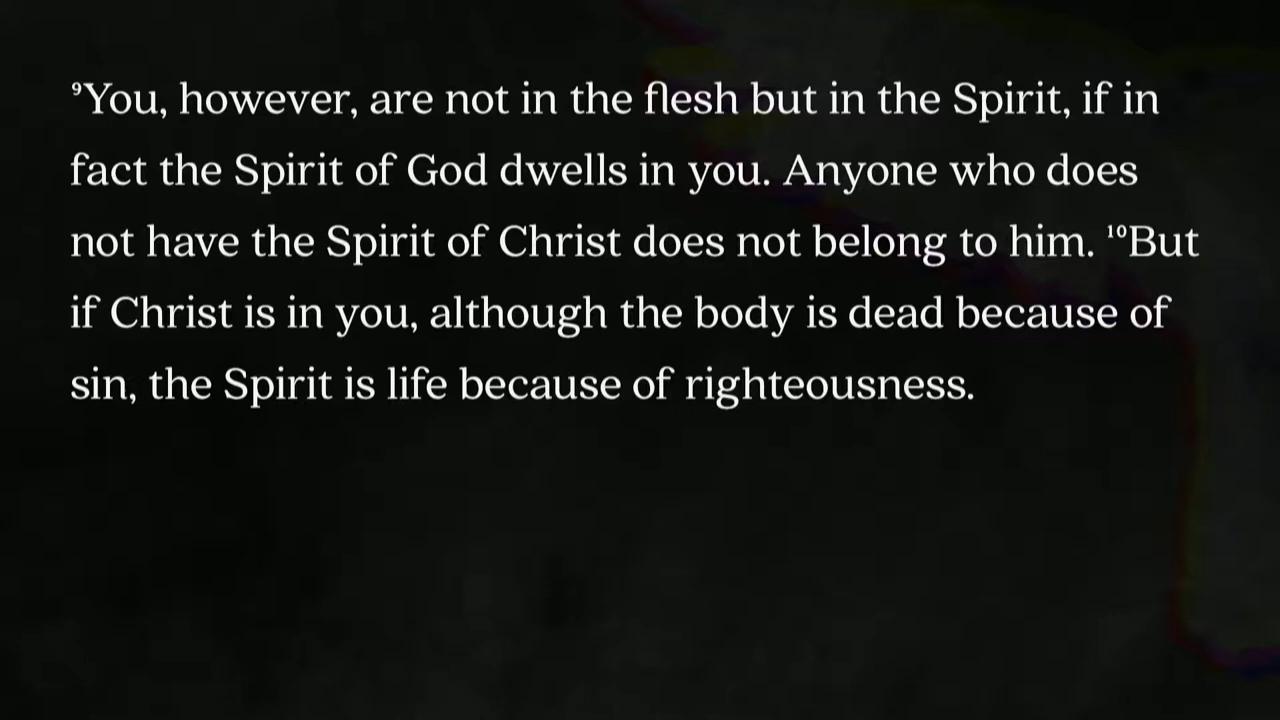 ⁹You, however, are not in the flesh but in the Spirit, if in
fact the Spirit of God dwells in you. Anyone who does
not have the Spirit of Christ does not belong to him. ¹⁰But
if Christ is in you, although the body is dead because of
sin, the Spirit is life because of righteousness.